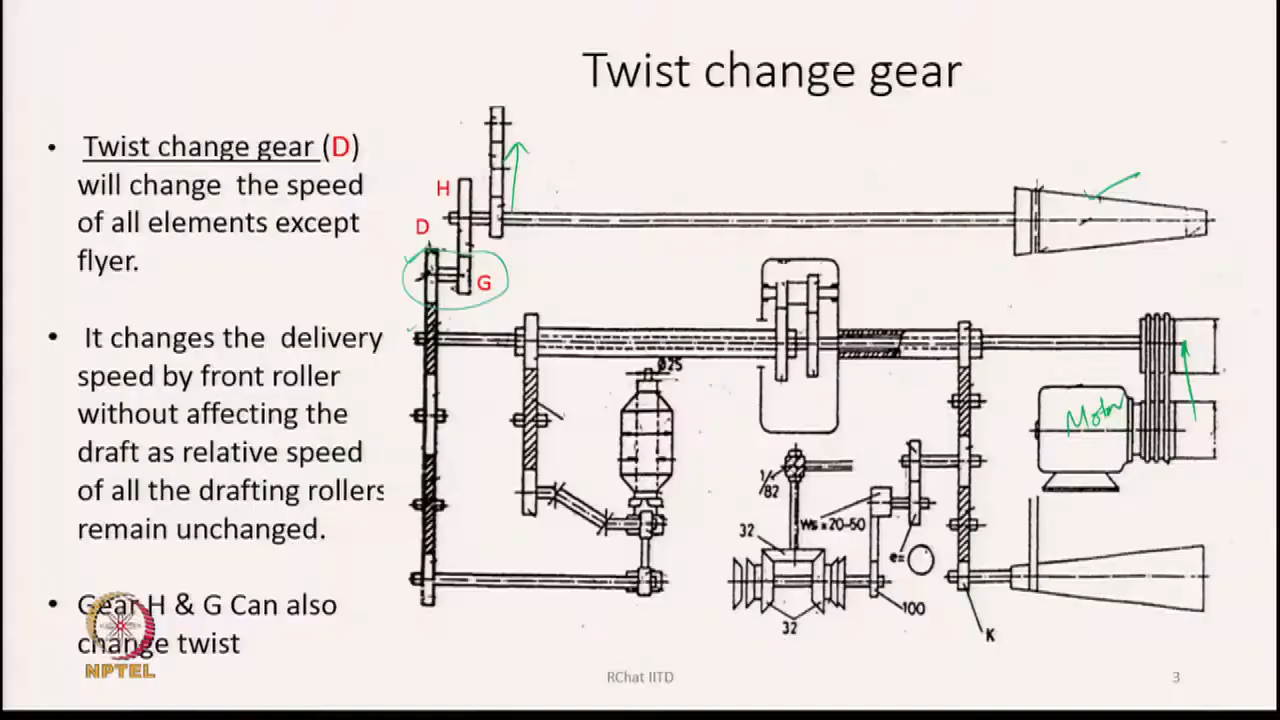 Twist change gear
• Twist change gear (D)
will change the speed
of all elements except
flyer.
• It changes the delivery
speed by front roller
without affecting the
draft as relative speed
of all the drafting rollers
remain unchanged.
• Gear H & G Can also
change twist
H
D
G
Ø25
Motor
1/82
32
Ws=20-50
e=
32
100
K
NPTEL
RChat IITD
3